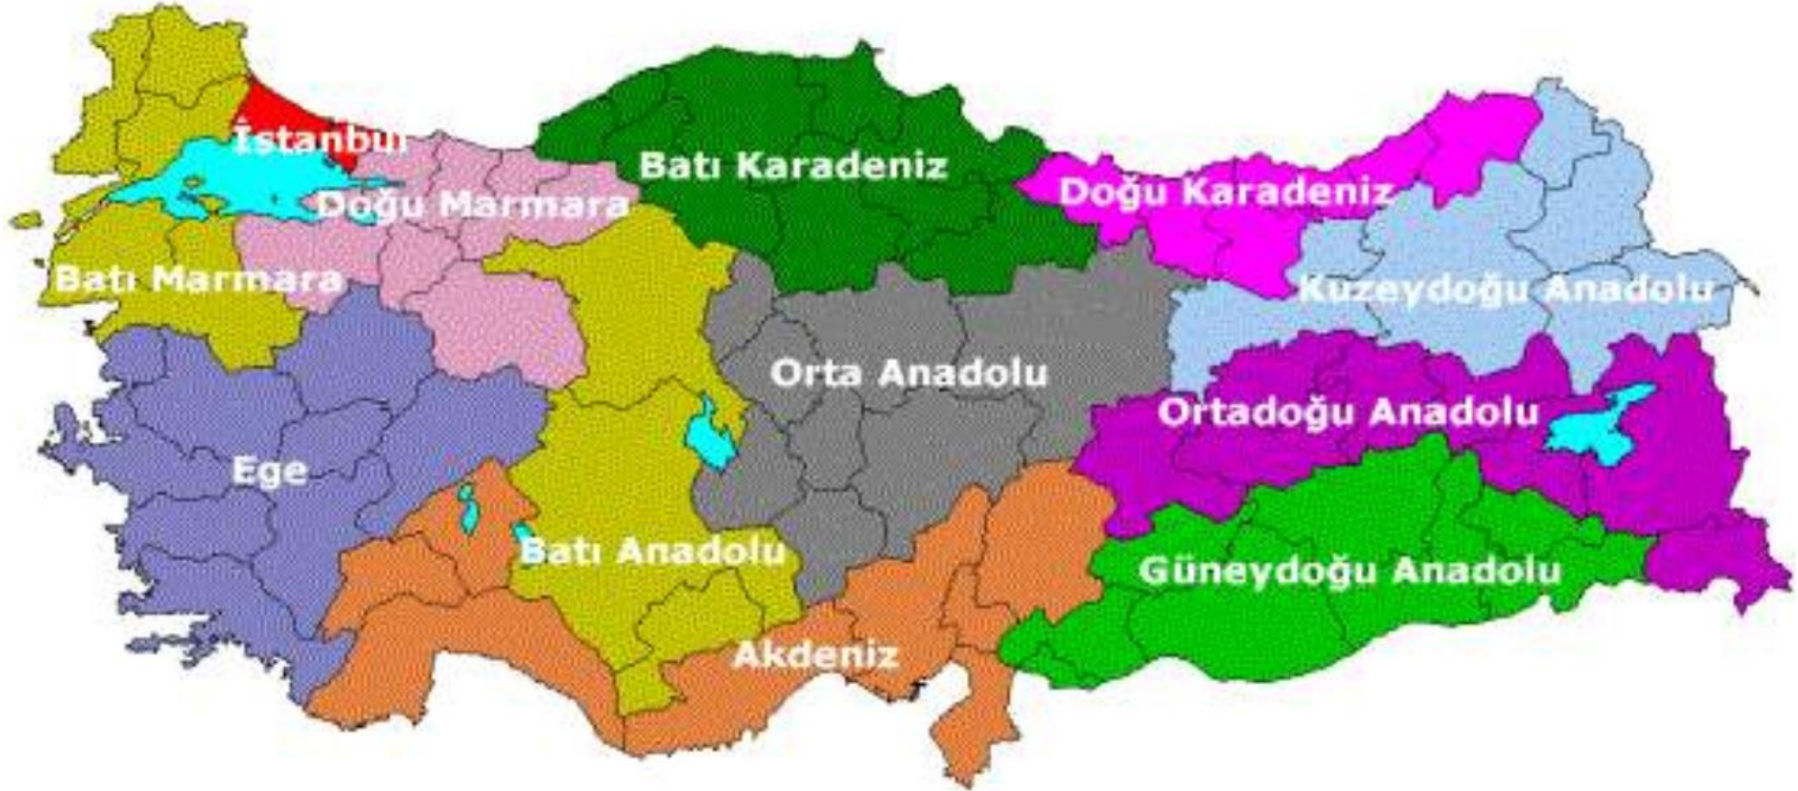 İstanbul
Batı Karadeniz
Doğu Karadeniz
Doğu Marmara
Batı Marmara
Kuzeydoğu Anadolu
Orta Anadolu
Ortadoğu Anadolu
Ege
Batı Anadolu
Güneydoğu Anadolu
Akdeniz